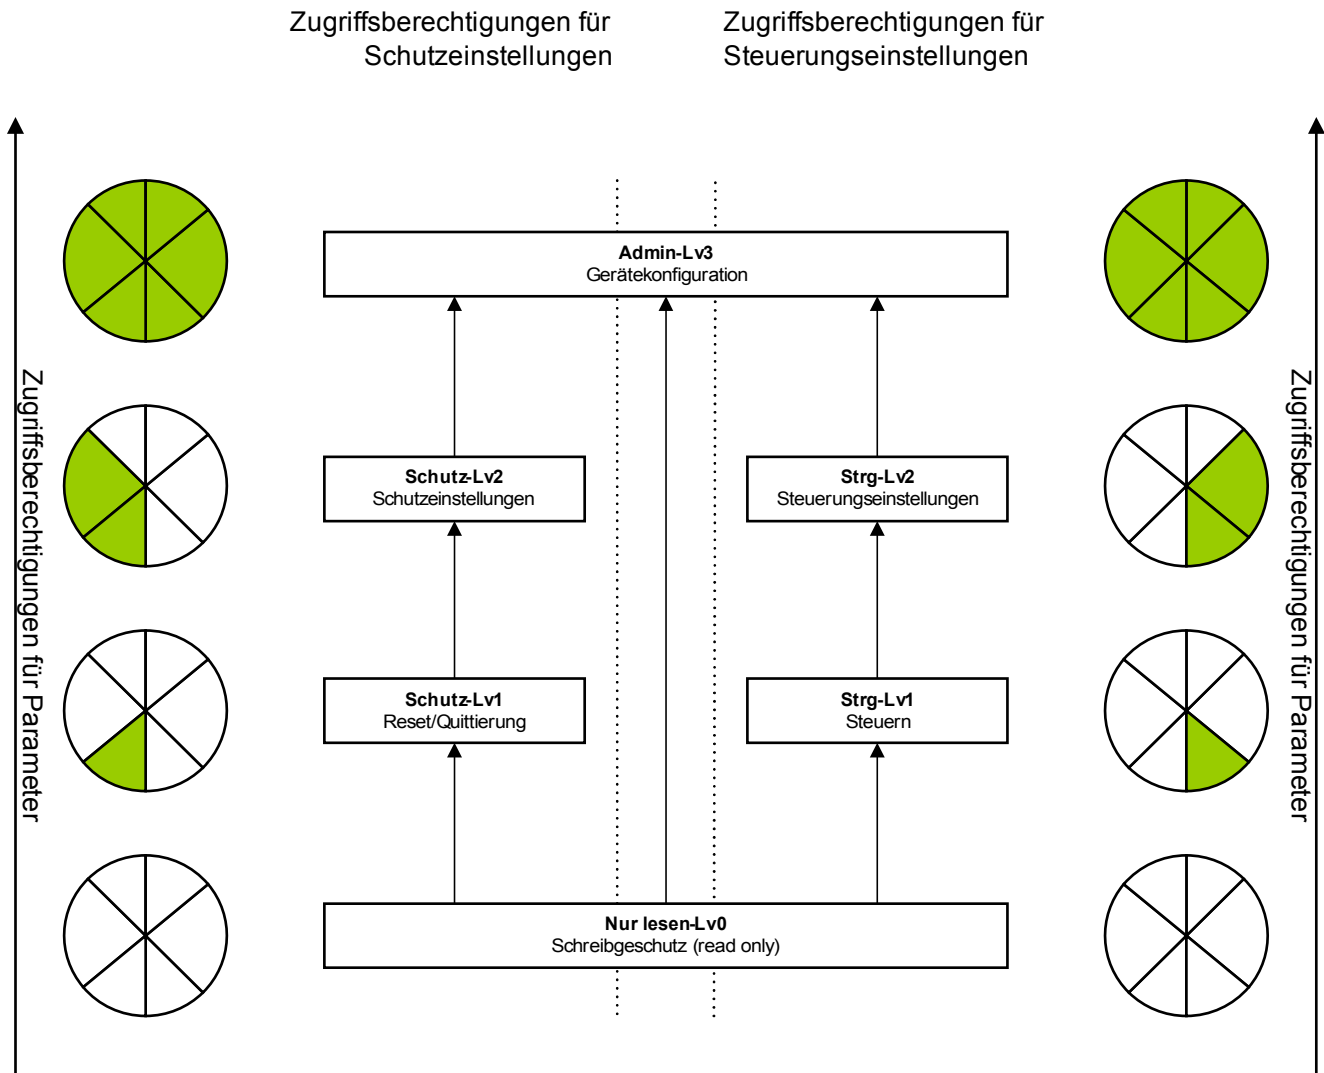 Zugriffsberechtigungen für
Schutzeinstellungen
Zugriffsberechtigungen für
Steuerungseinstellungen
Zugriffsberechtigungen für Parameter
Admin-Lv3
Gerätekonfiguration
Schutz-Lv2
Schutzeinstellungen
Strg-Lv2
Steuerungseinstellungen
Schutz-Lv1
Reset/Quittierung
Strg-Lv1
Steuern
Nur lesen-Lv0
Schreibgeschutz (read only)
Zugriffsberechtigungen für Parameter